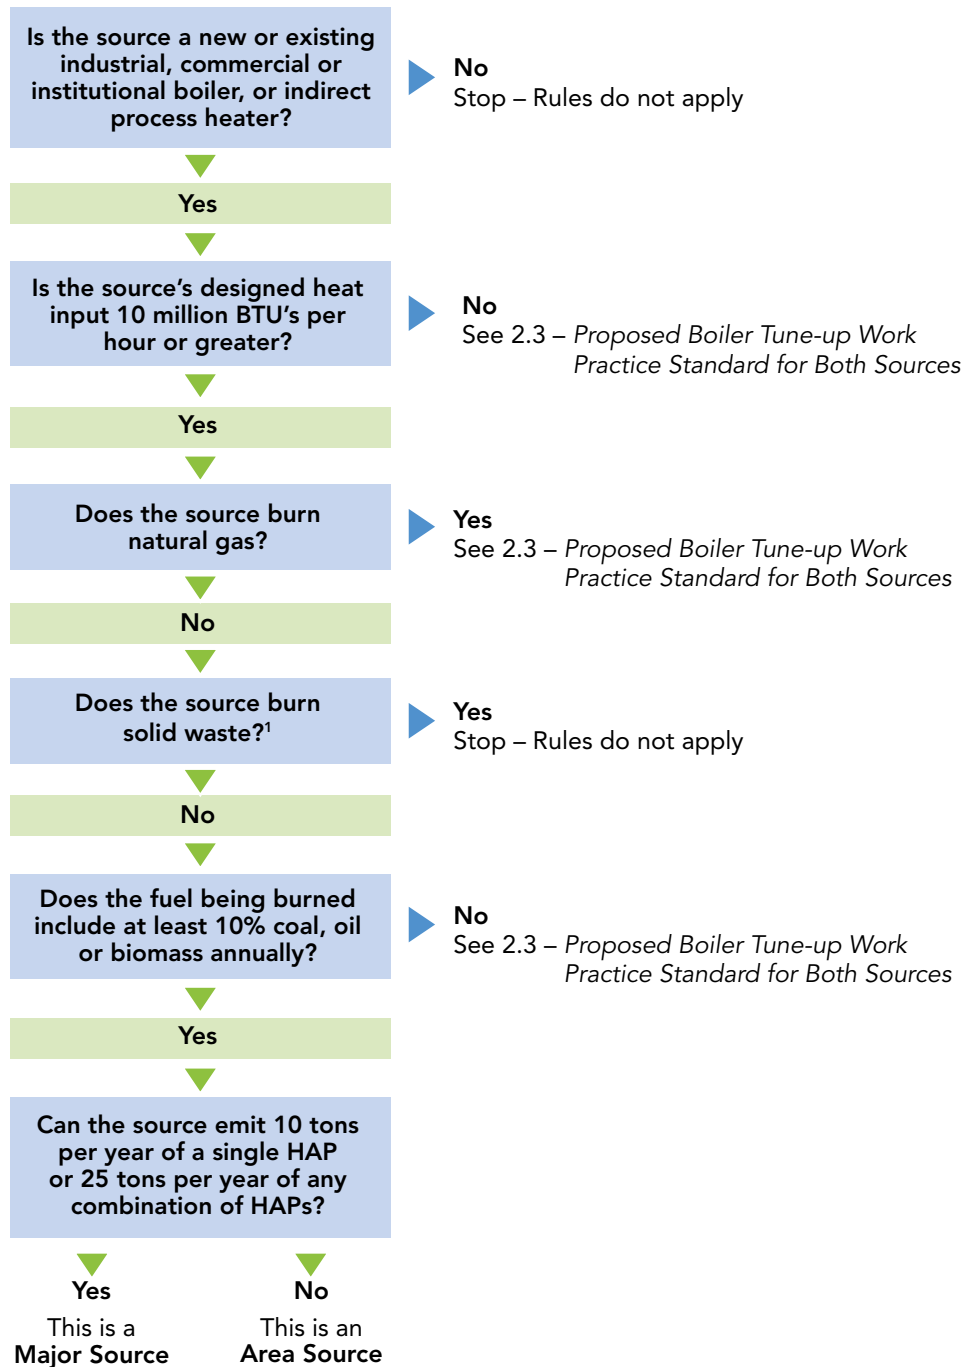 Is the source a new or existing
industrial, commercial or
institutional boiler, or indirect
process heater?
No
Stop – Rules do not apply
Yes
Is the source’s designed heat
input 10 million BTU’s per
hour or greater?
No
See 2.3 – Proposed Boiler Tune-up Work
Practice Standard for Both Sources
Yes
Does the source burn
natural gas?
Yes
See 2.3 – Proposed Boiler Tune-up Work
Practice Standard for Both Sources
No
Does the source burn
solid waste?¹
Yes
Stop – Rules do not apply
No
Does the fuel being burned
include at least 10% coal, oil
or biomass annually?
No
See 2.3 – Proposed Boiler Tune-up Work
Practice Standard for Both Sources
Yes
Can the source emit 10 tons
per year of a single HAP
or 25 tons per year of any
combination of HAPs?
Yes
This is a
Major Source
No
This is an
Area Source